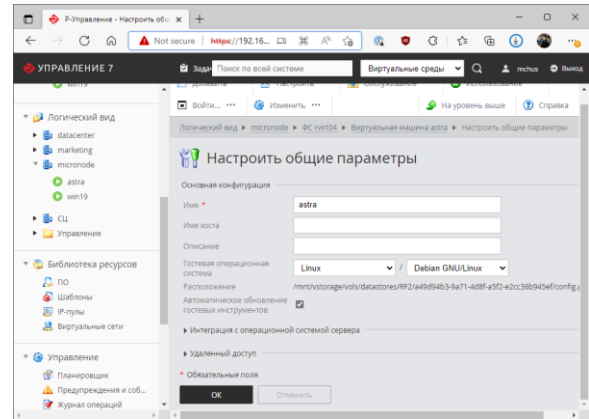 Р-Управление - Настроить общ
Not secure | https://192.16...
УПРАВЛЕНИЕ 7
Зада
Поиск по всей системе
Виртуальные среды
mchus
Выход
win19
Добавить
Настроить
Обслуживание
Использование
Войти... •••
Изменить •••
На уровень выше
Справка
Логический вид
datacenter
marketing
micronode
astra
win19
СЦ
Управление
Библиотека ресурсов
ПО
Шаблоны
IP-пулы
Виртуальные сети
Управление
Планировщик
Предупреждения и соб...
Журнал операций
Логический вид ▸ micronode ▸ ФС rvirt04 ▸ Виртуальная машина astra ▸ Настроить общие параметры
Настроить общие параметры
Основная конфигурация
Имя * astra
Имя хоста
Описание
Гостевая операционная система Linux / Debian GNU/Linux
Расположение /mnt/vstorage/vols/datastores/RF2/a49d94b3-9a71-4d8f-a5f2-e2cc36b945ef/config.
Автоматическое обновление гостевых инструментов
Интеграция с операционной системой сервера
Удаленный доступ
* Обязательные поля
ОК
Отменить